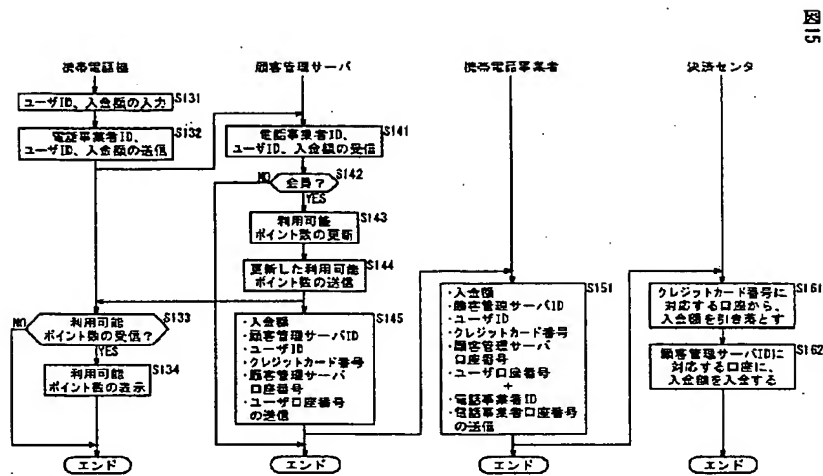 図15
携帯電話機
S131
ユーザID、入金額の入力
S132
電話事業者ID、
ユーザID、入金額の送信
S133
利用可能
ポイント数の受信？
NO
YES
S134
利用可能
ポイント数の表示
エンド
顧客管理サーバ
S141
電話事業者ID、
ユーザID、入金額の受信
S142
会員？
NO
YES
S143
利用可能
ポイント数の更新
S144
更新した利用可能
ポイント数の送信
S145
・入金額
・顧客管理サーバID
・ユーザID
・クレジットカード番号
・顧客管理サーバ
口座番号
・ユーザ口座番号
の送信
エンド
携帯電話事業者
S151
・入金額
・顧客管理サーバID
・ユーザID
・クレジットカード番号
・顧客管理サーバ
口座番号
・ユーザ口座番号
+
・電話事業者ID
・電話事業者口座番号
の送信
エンド
決済センタ
S161
クレジットカード番号に
対応する口座から、
入金額を引き落とす
S162
顧客管理サーバIDに
対応する口座に、
入金額を入金する
エンド